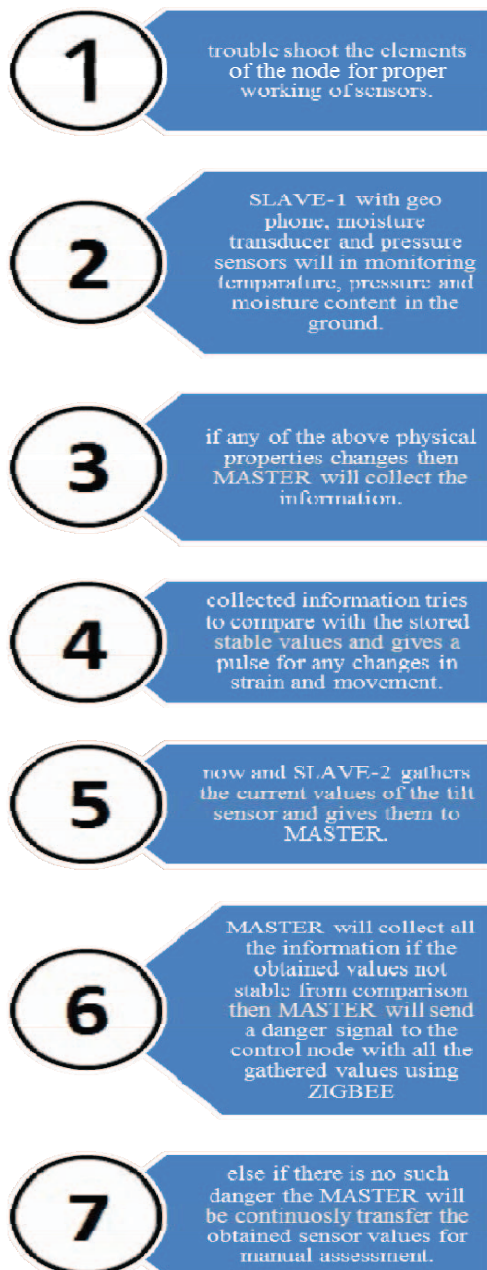 1
trouble shoot the elements
of the node for proper
working of sensors.
2
SLAVE-1 with geo
phone, moisture
transducer and pressure
sensors will in monitoring
temparature, pressure and
moisture content in the
ground.
3
if any of the above physical
properties changes then
MASTER will collect the
information.
4
collected information tries
to compare with the stored
stable values and gives a
pulse for any changes in
strain and movement.
5
now and SLAVE-2 gathers
the current values of the tilt
sensor and gives them to
MASTER.
6
MASTER will collect all
the information if the
obtained values not
stable from comparison
then MASTER will send
a danger signal to the
control node with all the
gathered values using
ZIGBEE
7
else if there is no such
danger the MASTER will
be continuosly transfer the
obtained sensor values for
manual assessment.